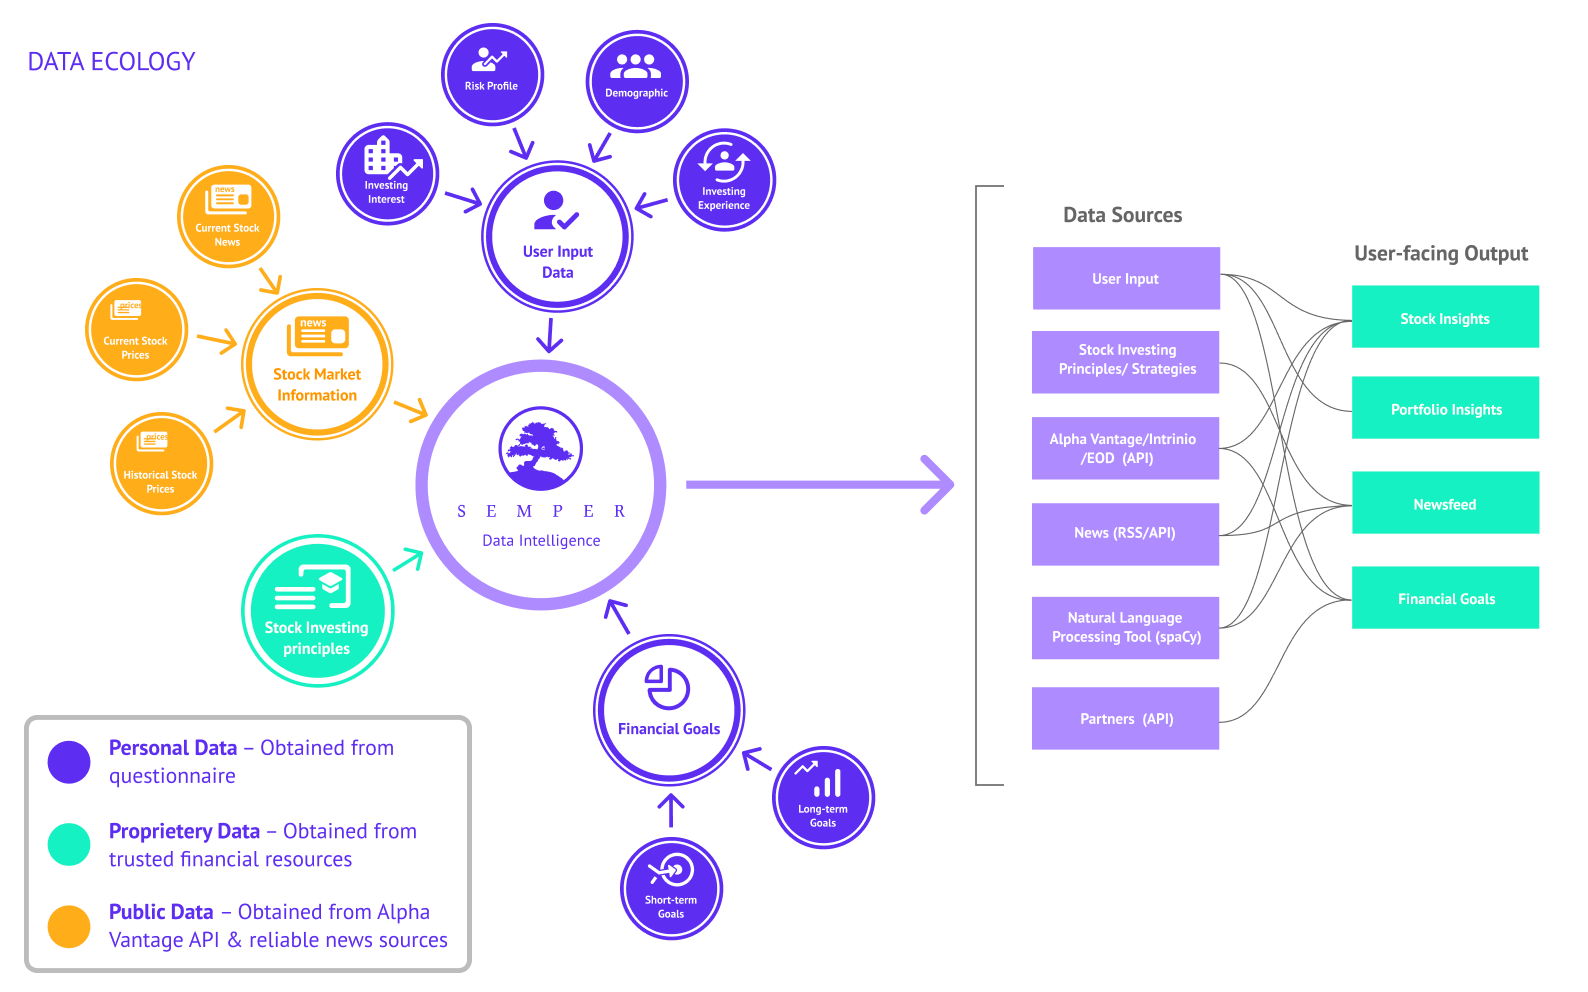 DATA ECOLOGY
Risk Profile
Demographic
Investing
Interest
Investing
Experience
User Input
Data
news
Current Stock
News
.prices
Current Stock
Prices
.prices
Historical Stock
Prices
news
Stock Market
Information
S E M P E R
Data Intelligence
Stock Investing
principles
Financial Goals
Long-term
Goals
Short-term
Goals
Personal Data – Obtained from
questionnaire
Proprietery Data – Obtained from
trusted financial resources
Public Data – Obtained from Alpha
Vantage API & reliable news sources
Data Sources
User Input
Stock Investing
Principles/ Strategies
Alpha Vantage/Intrinio
/EOD (API)
News (RSS/API)
Natural Language
Processing Tool (spaCy)
Partners (API)
User-facing Output
Stock Insights
Portfolio Insights
Newsfeed
Financial Goals